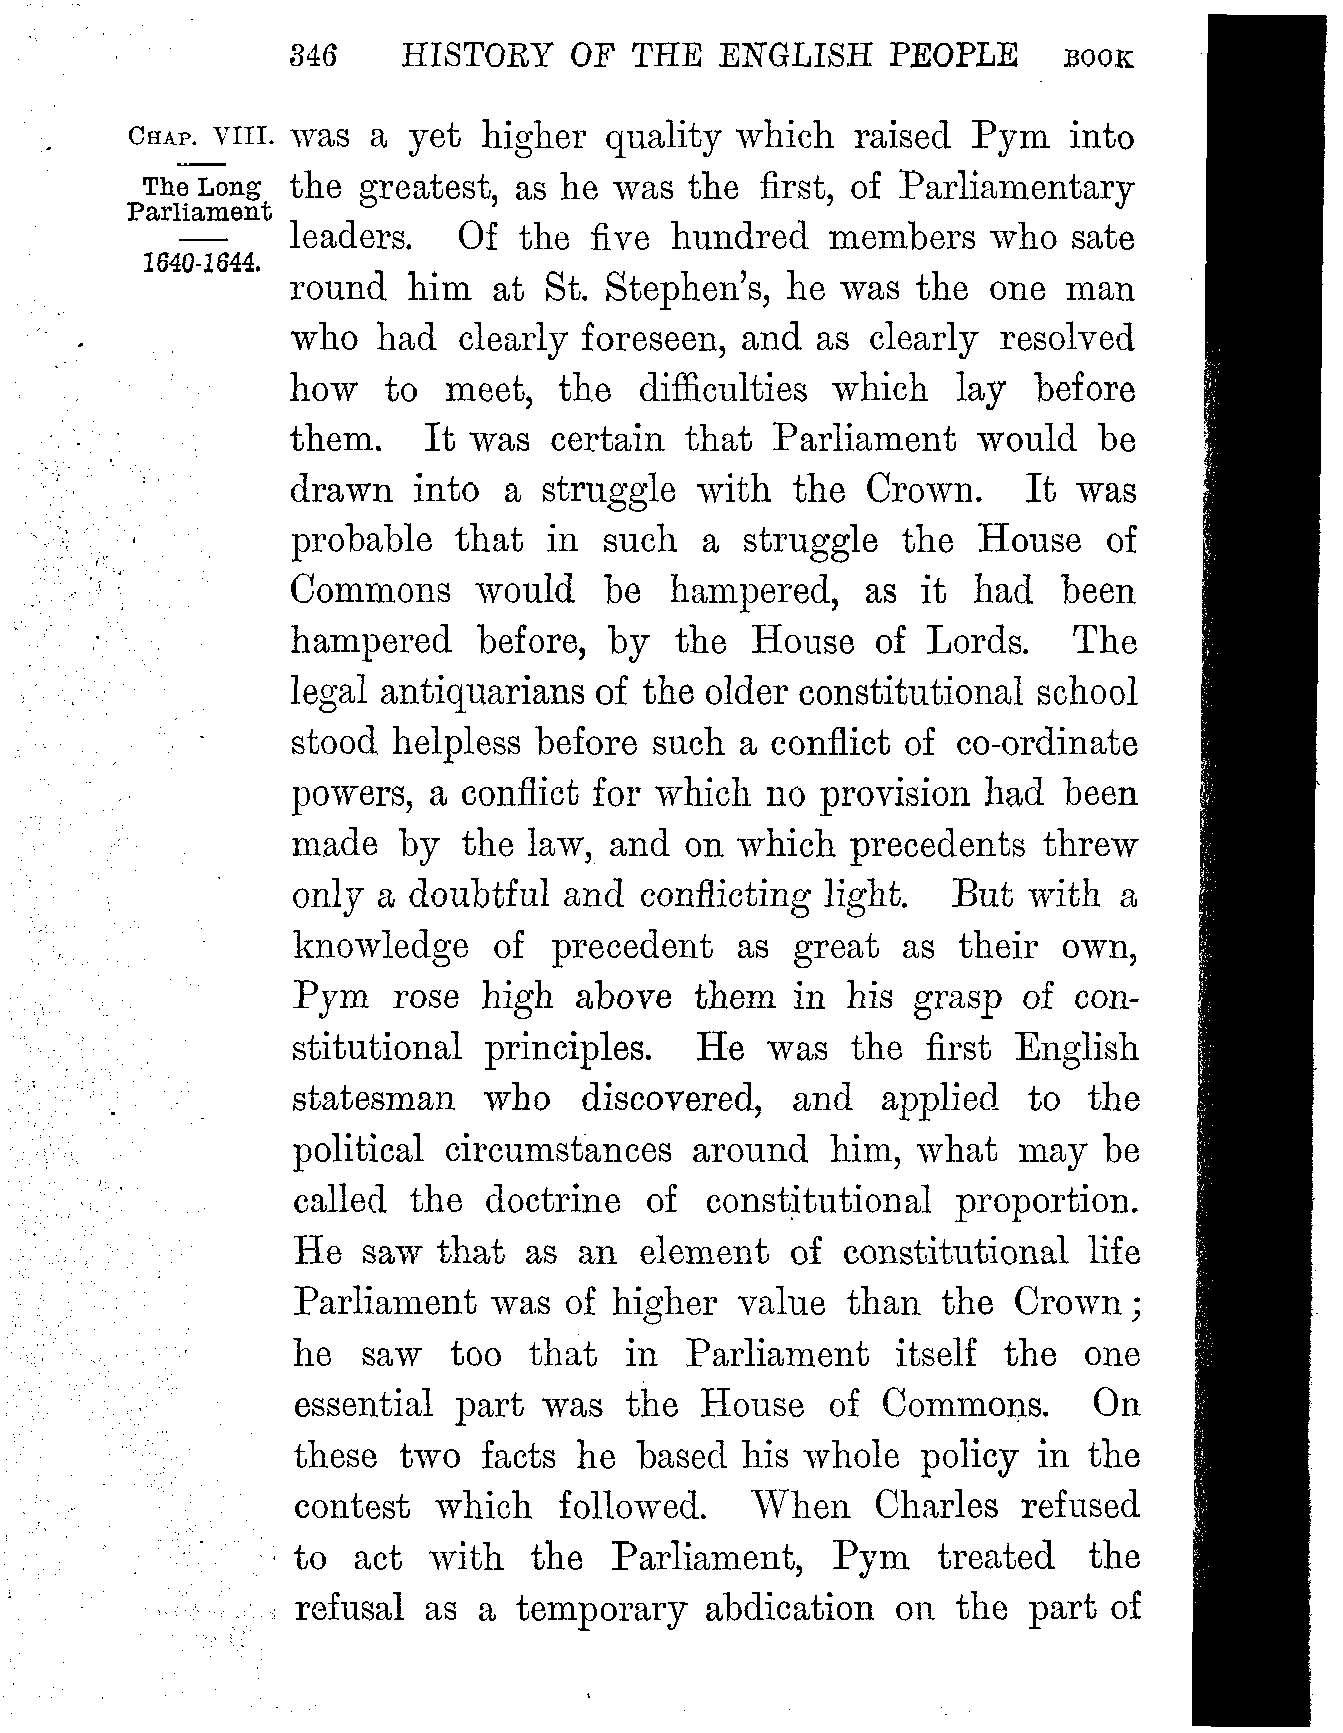 346 HISTORY OF THE ENGLISH PEOPLE BOOK
CHAP. VIII.
The Long
Parliament
1640-1644.
was a yet higher quality which raised Pym into
the greatest, as he was the first, of Parliamentary
leaders. Of the five hundred members who sate
round him at St. Stephen's, he was the one man
who had clearly foreseen, and as clearly resolved
how to meet, the difficulties which lay before
them. It was certain that Parliament would be
drawn into a struggle with the Crown. It was
probable that in such a struggle the House of
Commons would be hampered, as it had been
hampered before, by the House of Lords. The
legal antiquarians of the older constitutional school
stood helpless before such a conflict of co-ordinate
powers, a conflict for which no provision had been
made by the law, and on which precedents threw
only a doubtful and conflicting light. But with a
knowledge of precedent as great as their own,
Pym rose high above them in his grasp of con-
stitutional principles. He was the first English
statesman who discovered, and applied to the
political circumstances around him, what may be
called the doctrine of constitutional proportion.
He saw that as an element of constitutional life
Parliament was of higher value than the Crown;
he saw too that in Parliament itself the one
essential part was the House of Commons. On
these two facts he based his whole policy in the
contest which followed. When Charles refused
to act with the Parliament, Pym treated the
refusal as a temporary abdication on the part of